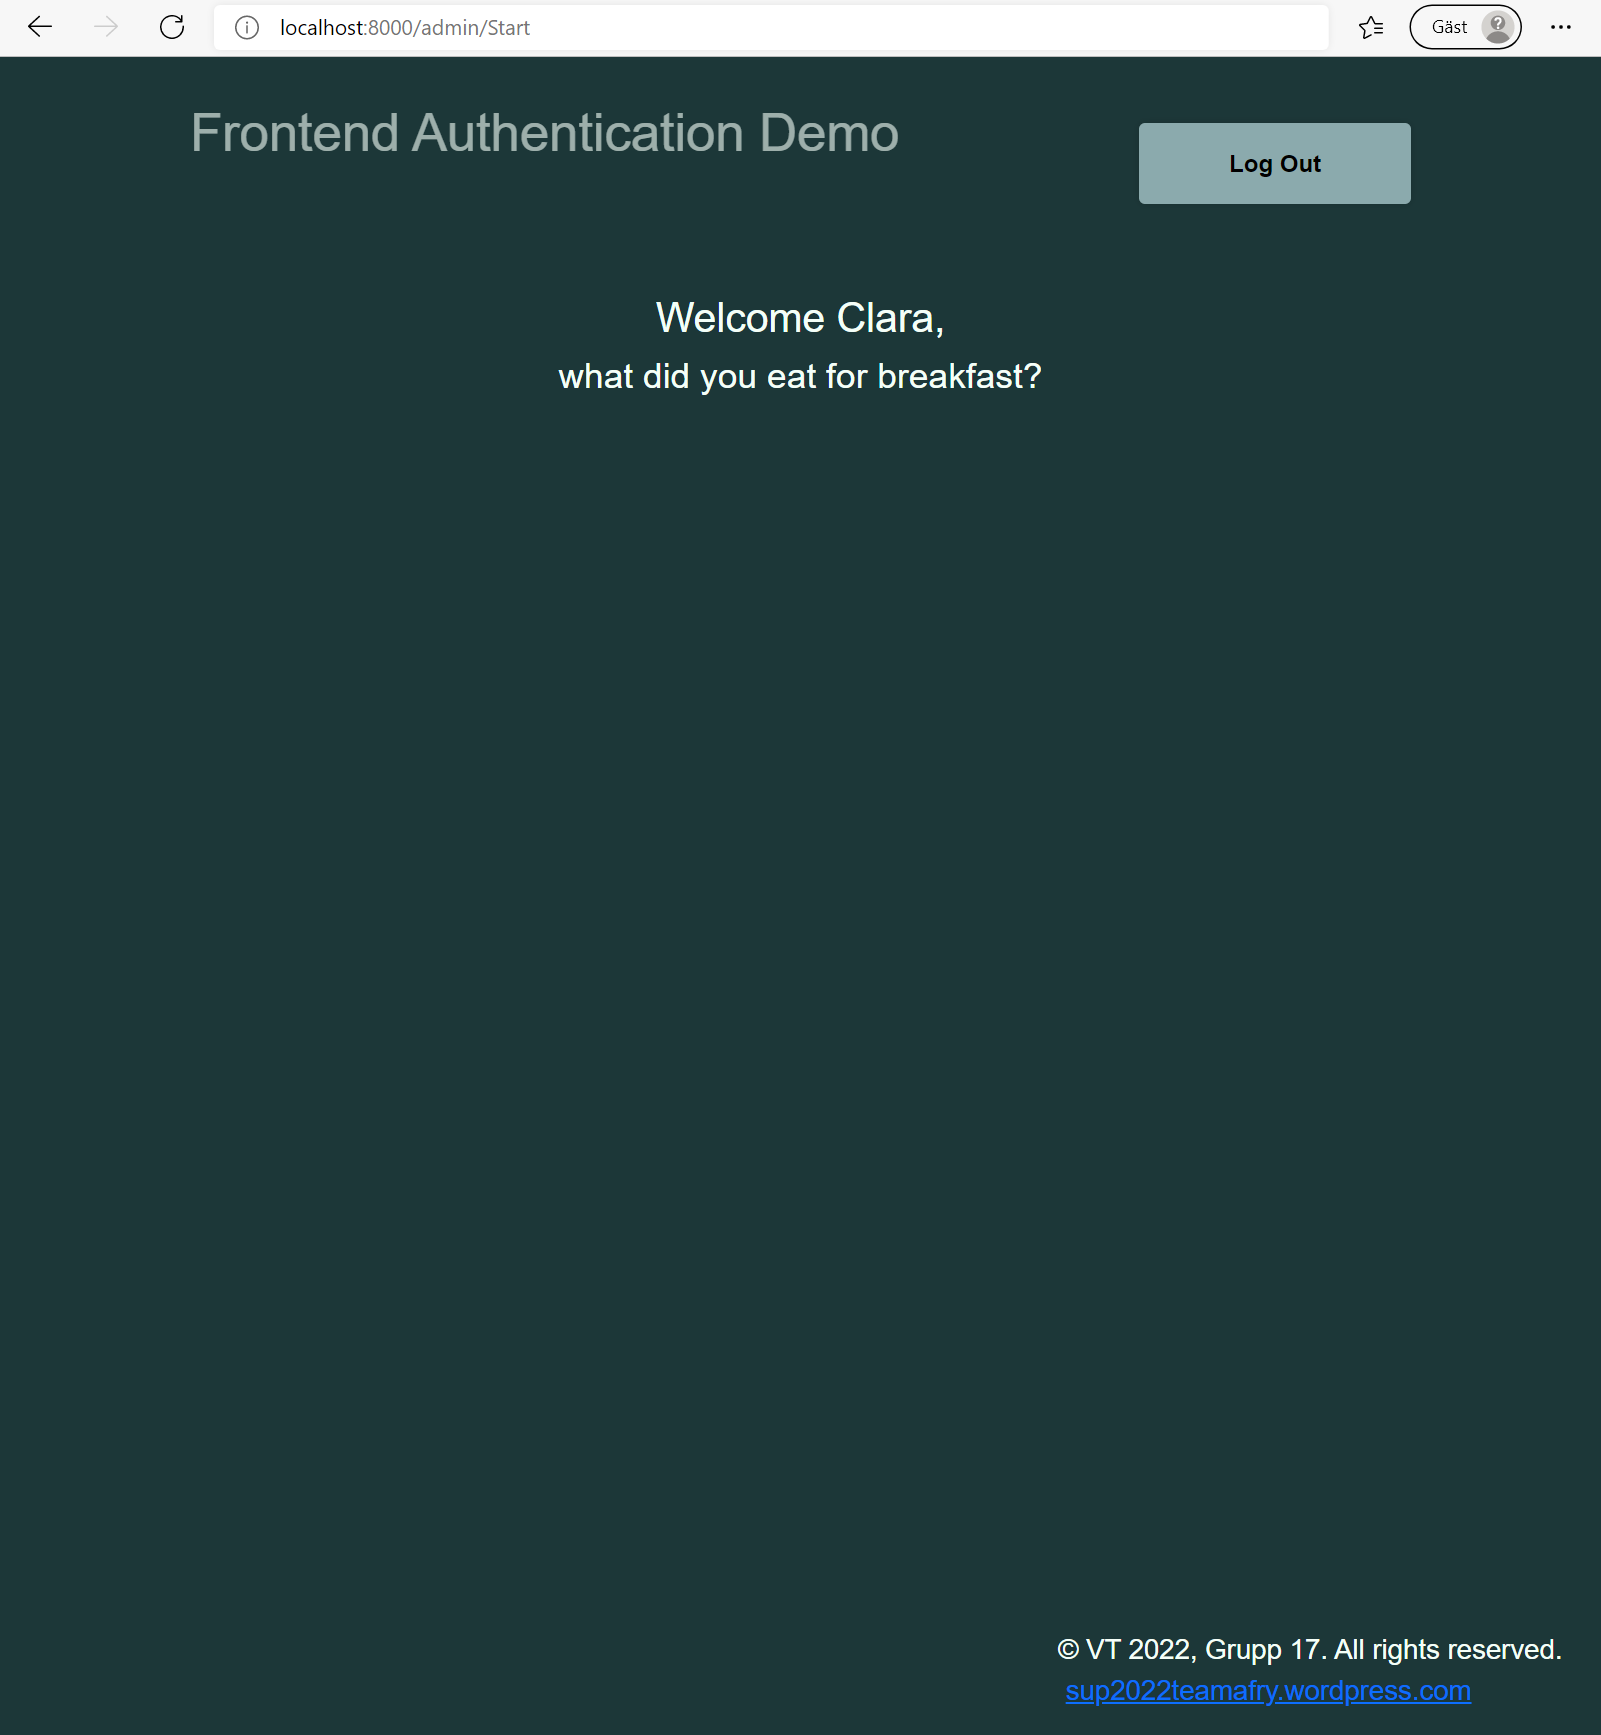 localhost:8000/admin/Start
Gäst
Frontend Authentication Demo
Log Out
Welcome Clara,
what did you eat for breakfast?
© VT 2022, Grupp 17. All rights reserved.
sup2022teamafry.wordpress.com